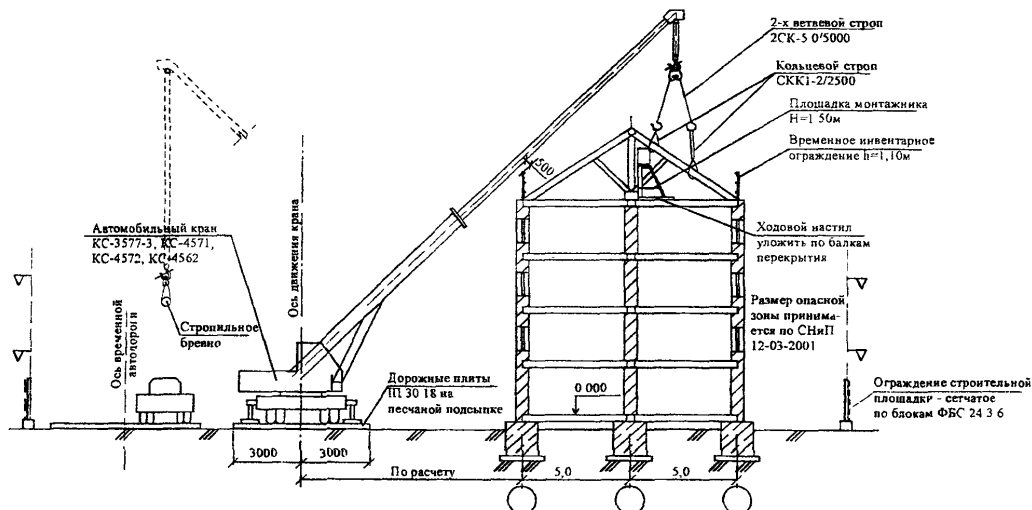 2-х ветвевой строп
2СК-5 0/5000
Кольцевой строп
СКК1-2/2500
Площадка монтажника
Н=1 50м
Временное инвентарное
ограждение h=1,10м
500
Автомобильный кран
КС-3577-3, КС-4571,
КС-4572, КС-4562
Ось движения крана
Ходовой настил
уложить по балкам
перекрытия
Стропильное
бревно
Ось временной
автодороги
Размер опасной
зоны принима-
ется по СНиП
12-03-2001
Дорожные плиты
ПП 30 18 на
песчаной подсыпке
0 000
Ограждение строительной
площадки - сетчатое
по блокам ФБС 24 3 6
3000
3000
По расчету
5,0
5,0